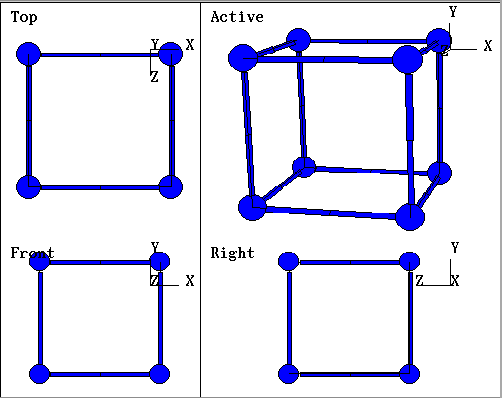 Top
Y X
Z
Active
Y
Z X
Front
Y
Z X
Right
Y
Z X